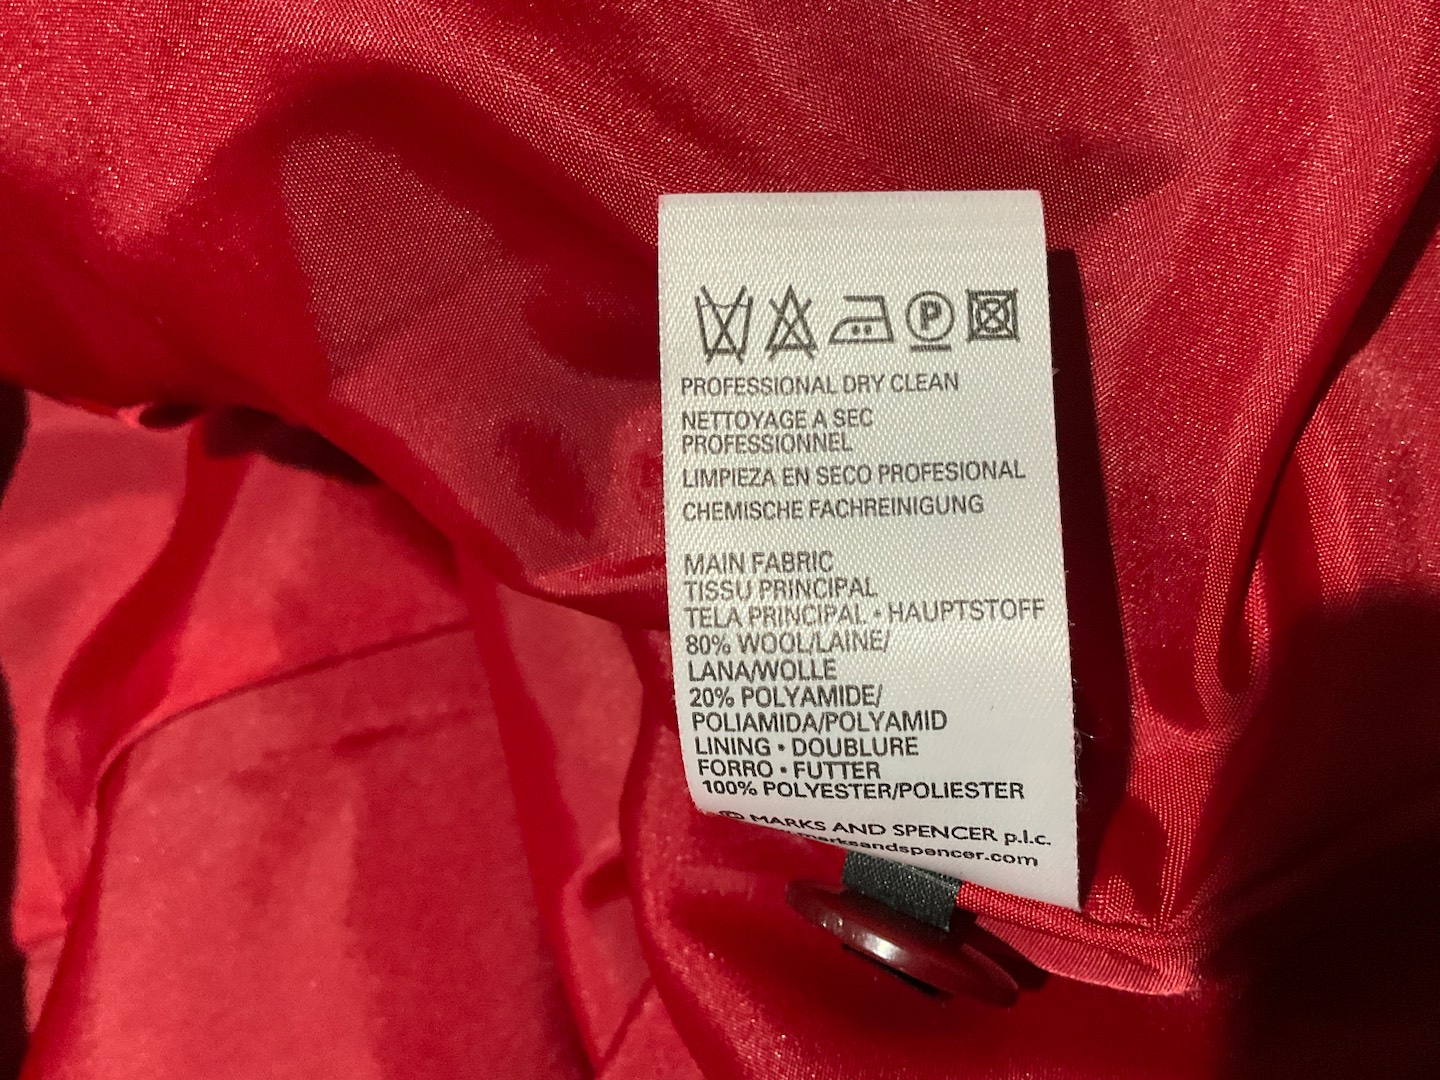 P
PROFESSIONAL DRY CLEAN
NETTOYAGE A SEC
PROFESSIONNEL
LIMPIEZA EN SECO PROFESIONAL
CHEMISCHE FACHREINIGUNG
MAIN FABRIC
TISSU PRINCIPAL
TELA PRINCIPAL • HAUPTSTOFF
80% WOOL/LAINE/
LANA/WOLLE
20% POLYAMIDE/
POLIAMIDA/POLYAMID
LINING • DOUBLURE
FORRO • FUTTER
100% POLYESTER/POLIESTER
© MARKS AND SPENCER p.l.c.
marksandspencer.com